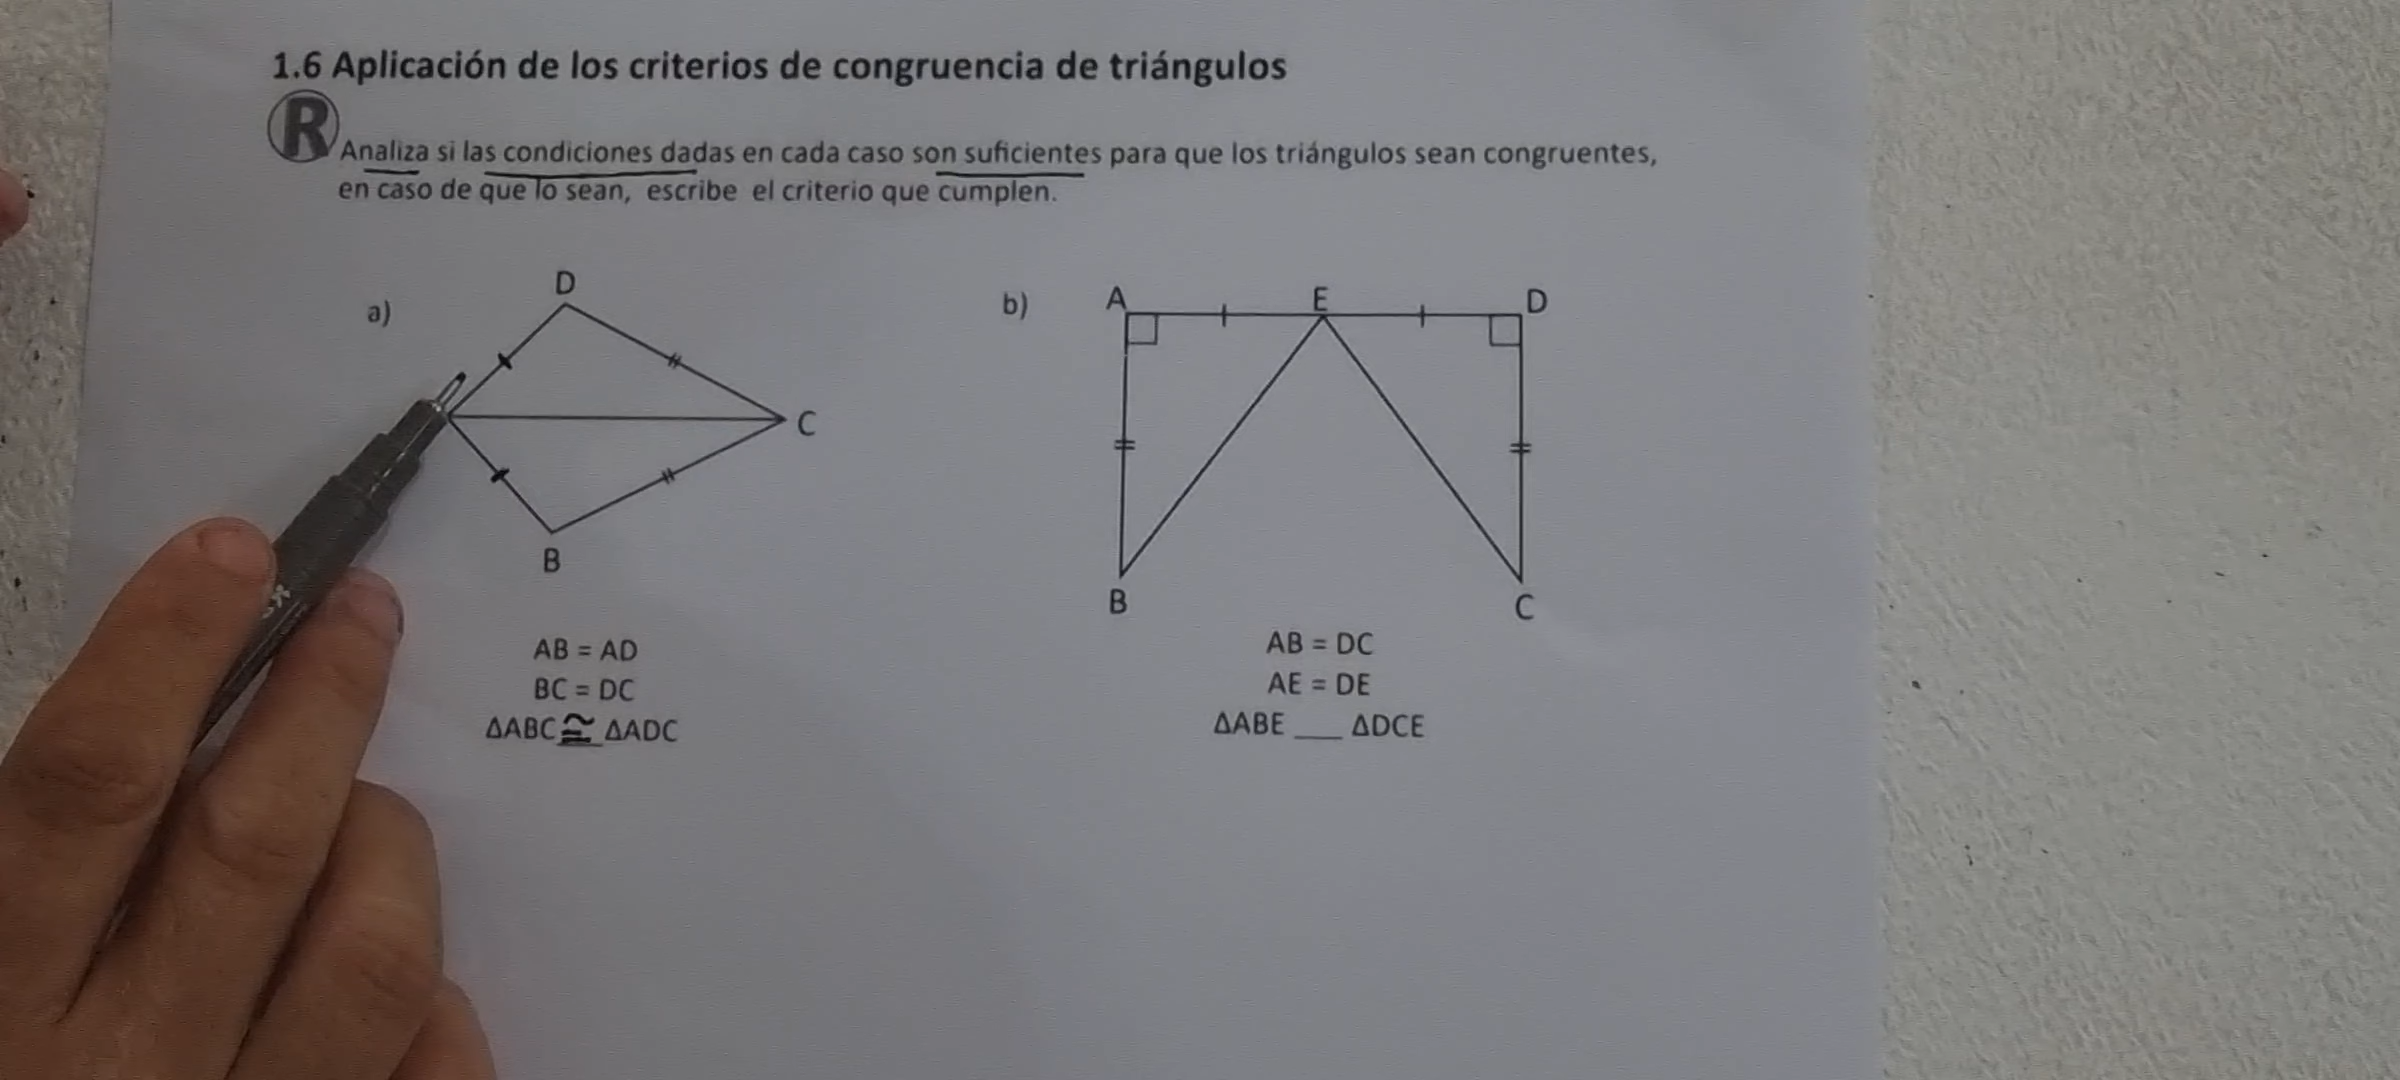 1.6 Aplicación de los criterios de congruencia de triángulos
R
Analiza si las condiciones dadas en cada caso son suficientes para que los triángulos sean congruentes,
en caso de que lo sean, escribe el criterio que cumplen.
a)
D
C
B
AB = AD
BC = DC
ΔABC ≅ ΔADC
b)
A E D
B C
AB = DC
AE = DE
ΔABE ___ ΔDCE